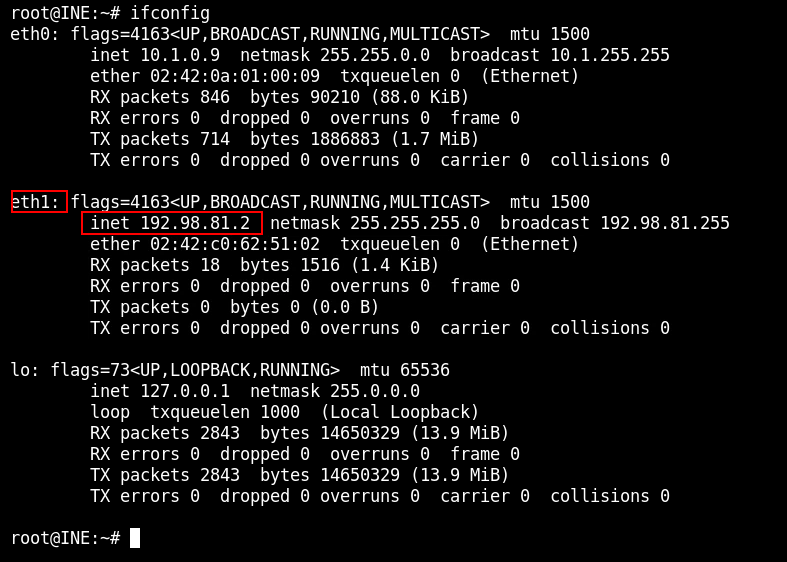 root@INE:~# ifconfig
eth0: flags=4163<UP,BROADCAST,RUNNING,MULTICAST>  mtu 1500
        inet 10.1.0.9  netmask 255.255.0.0  broadcast 10.1.255.255
        ether 02:42:0a:01:00:09  txqueuelen 0  (Ethernet)
        RX packets 846  bytes 90210 (88.0 KiB)
        RX errors 0  dropped 0  overruns 0  frame 0
        TX packets 714  bytes 1886883 (1.7 MiB)
        TX errors 0  dropped 0 overruns 0  carrier 0  collisions 0

eth1: flags=4163<UP,BROADCAST,RUNNING,MULTICAST>  mtu 1500
        inet 192.98.81.2  netmask 255.255.255.0  broadcast 192.98.81.255
        ether 02:42:c0:62:51:02  txqueuelen 0  (Ethernet)
        RX packets 18  bytes 1516 (1.4 KiB)
        RX errors 0  dropped 0  overruns 0  frame 0
        TX packets 0  bytes 0 (0.0 B)
        TX errors 0  dropped 0 overruns 0  carrier 0  collisions 0

lo: flags=73<UP,LOOPBACK,RUNNING>  mtu 65536
        inet 127.0.0.1  netmask 255.0.0.0
        loop  txqueuelen 1000  (Local Loopback)
        RX packets 2843  bytes 14650329 (13.9 MiB)
        RX errors 0  dropped 0  overruns 0  frame 0
        TX packets 2843  bytes 14650329 (13.9 MiB)
        TX errors 0  dropped 0 overruns 0  carrier 0  collisions 0

root@INE:~#